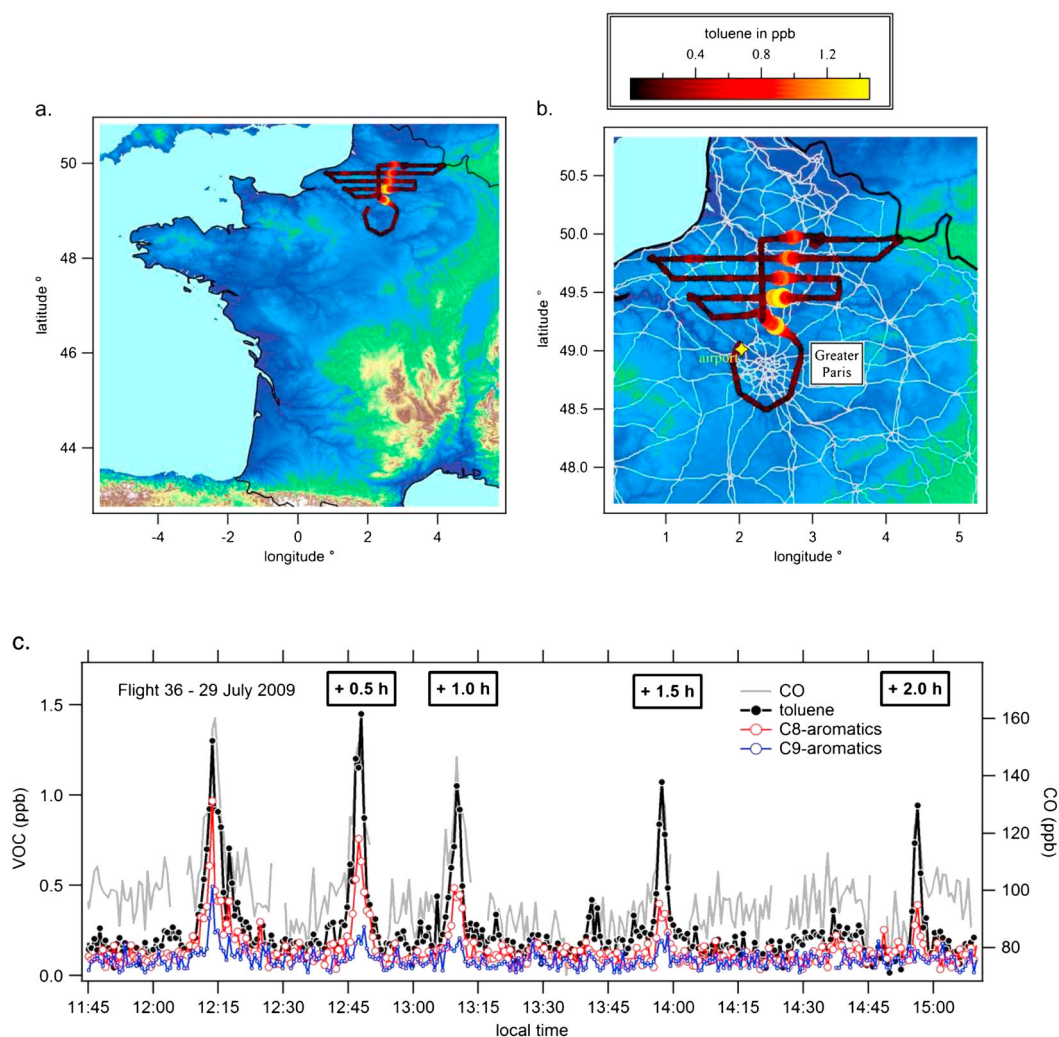 toluene in ppb
0.4 0.8 1.2
a.
b.
50
48
46
44
latitude °
-4 -2 0 2 4
longitude °
50.5
50.0
49.5
49.0
48.5
48.0
latitude °
airport
Greater
Paris
1 2 3 4 5
longitude °
c.
Flight 36 - 29 July 2009
+ 0.5 h
+ 1.0 h
+ 1.5 h
+ 2.0 h
CO
toluene
C8-aromatics
C9-aromatics
1.5
1.0
0.5
0.0
VOC (ppb)
160
140
120
100
80
CO (ppb)
11:45 12:00 12:15 12:30 12:45 13:00 13:15 13:30 13:45 14:00 14:15 14:30 14:45 15:00
local time